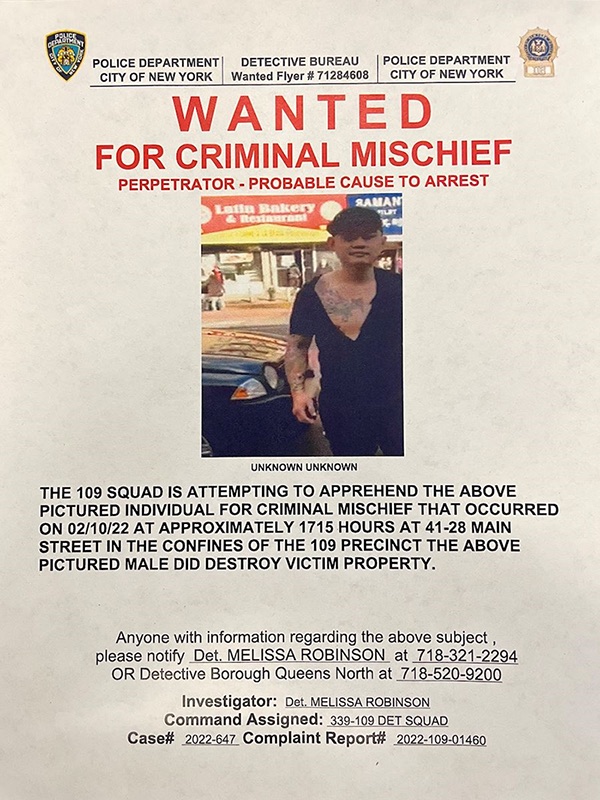 POLICE DEPARTMENT
CITY OF NEW YORK
DETECTIVE BUREAU
Wanted Flyer # 71284608
POLICE DEPARTMENT
CITY OF NEW YORK
WANTED
FOR CRIMINAL MISCHIEF
PERPETRATOR - PROBABLE CAUSE TO ARREST
Latin Bakery
& Restaurant
SAMAN
UNKNOWN UNKNOWN
THE 109 SQUAD IS ATTEMPTING TO APPREHEND THE ABOVE
PICTURED INDIVIDUAL FOR CRIMINAL MISCHIEF THAT OCCURRED
ON 02/10/22 AT APPROXIMATELY 1715 HOURS AT 41-28 MAIN
STREET IN THE CONFINES OF THE 109 PRECINCT THE ABOVE
PICTURED MALE DID DESTROY VICTIM PROPERTY.
Anyone with information regarding the above subject ,
please notify Det. MELISSA ROBINSON at 718-321-2294
OR Detective Borough Queens North at 718-520-9200
Investigator: Det. MELISSA ROBINSON
Command Assigned: 339-109 DET SQUAD
Case# 2022-647 Complaint Report# 2022-109-01460